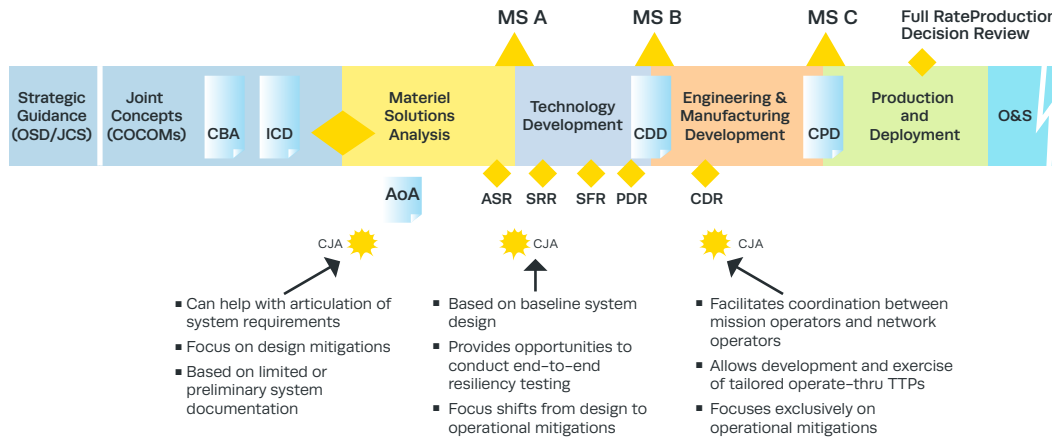 MS A
MS B
MS C
Full RateProduction
Decision Review
Strategic
Guidance
(OSD/JCS)
Joint
Concepts
(COCOMs)
CBA
ICD
Materiel
Solutions
Analysis
Technology
Development
CDD
Engineering &
Manufacturing
Development
CPD
Production
and
Deployment
O&S
AoA
ASR
SRR
SFR
PDR
CDR
CJA
CJA
CJA
▪ Can help with articulation of
system requirements
▪ Focus on design mitigations
▪ Based on limited or
preliminary system
documentation
▪ Based on baseline system
design
▪ Provides opportunities to
conduct end-to-end
resiliency testing
▪ Focus shifts from design to
operational mitigations
▪ Facilitates coordination between
mission operators and network
operators
▪ Allows development and exercise
of tailored operate-thru TTPs
▪ Focuses exclusively on
operational mitigations